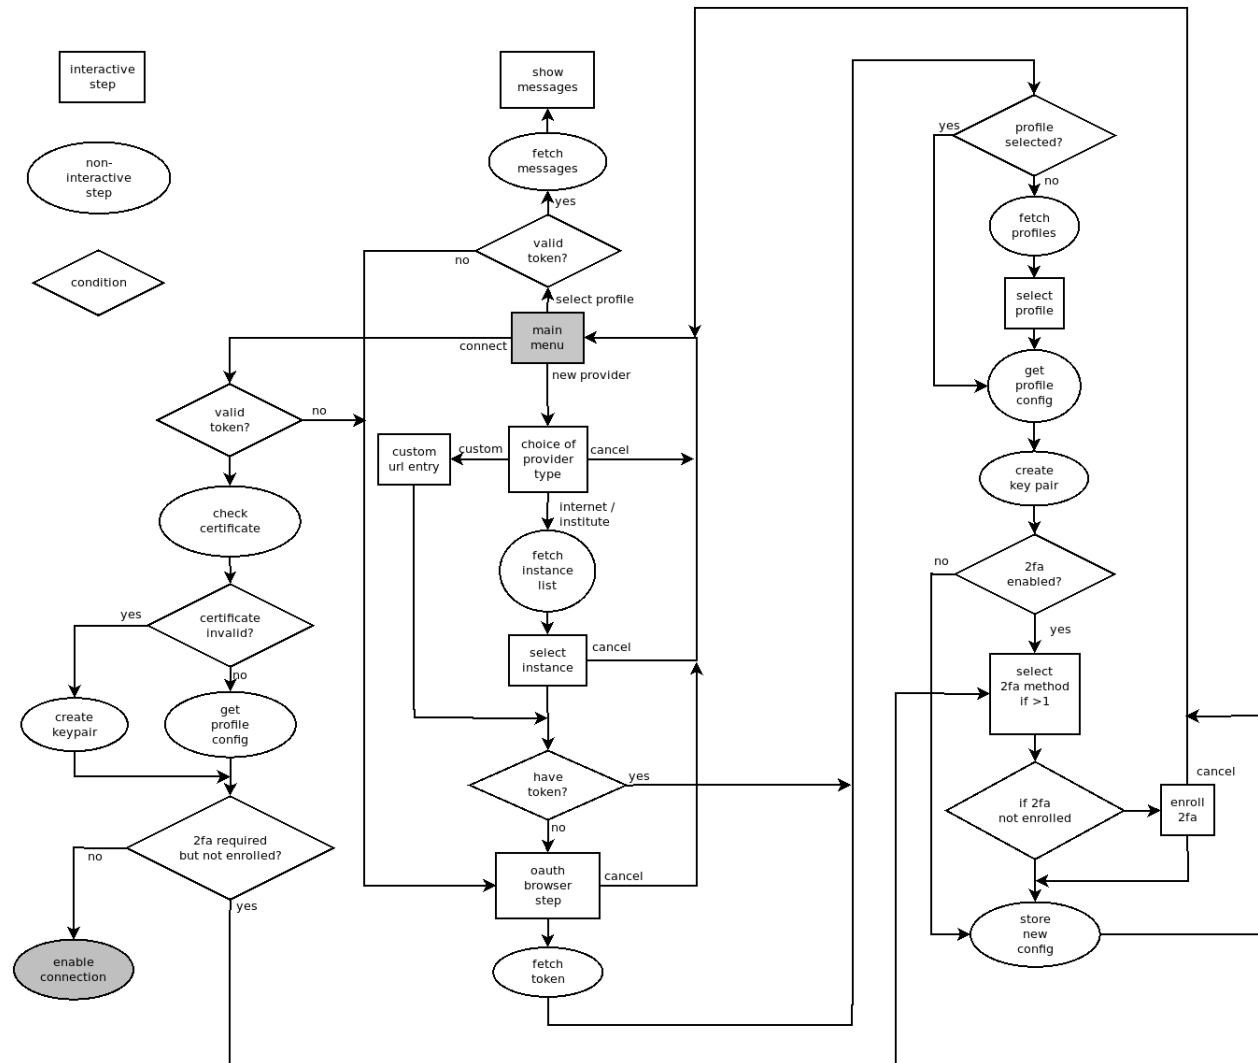 interactive
step
non-
interactive
step
condition
show
messages
fetch
messages
yes
valid
token?
no
select profile
main
menu
connect
new provider
valid
token?
no
custom
url entry
custom
choice of
provider
type
cancel
check
certificate
internet /
institute
fetch
instance
list
yes
certificate
invalid?
no
select
instance
cancel
create
keypair
get
profile
config
have
token?
yes
no
2fa required
but not enrolled?
no
yes
oauth
browser
step
cancel
enable
connection
fetch
token
yes
profile
selected?
no
fetch
profiles
select
profile
get
profile
config
create
key pair
no
2fa
enabled?
yes
select
2fa method
if >1
if 2fa
not enrolled
cancel
enroll
2fa
store
new
config